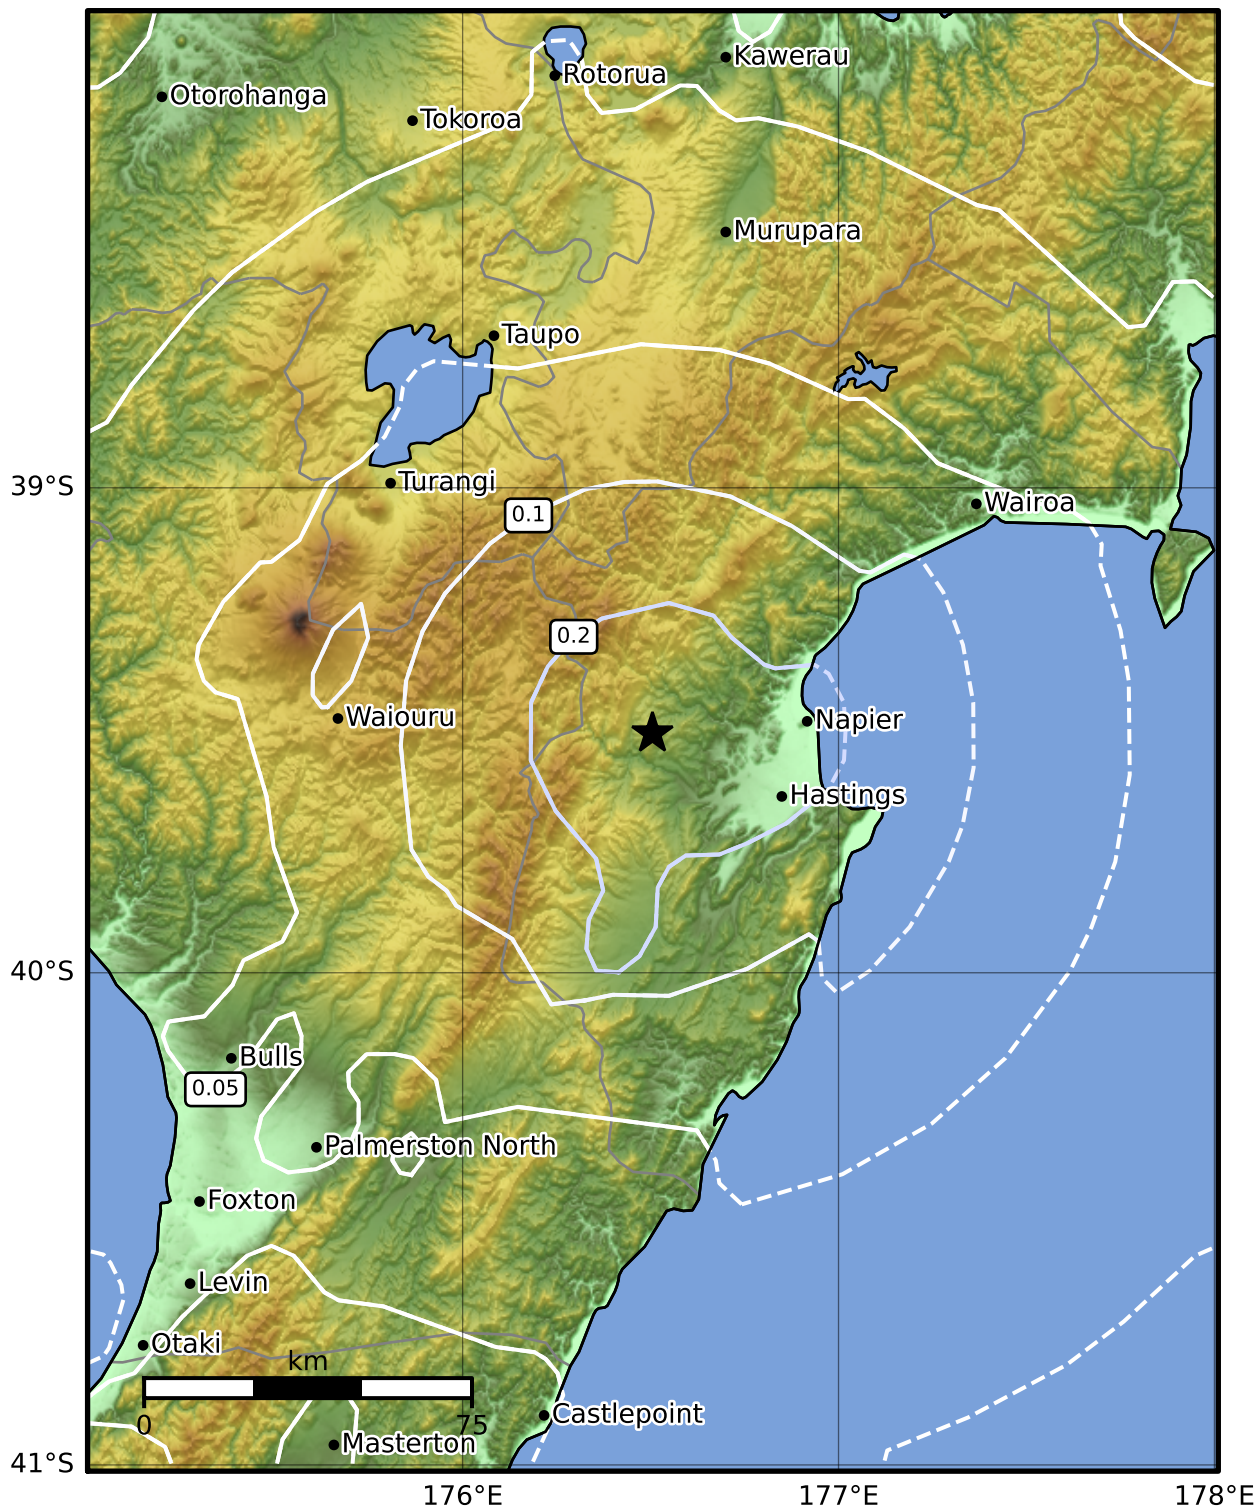 Kawerau
Rotorua
Otorohanga
Tokoroa
Murupara
Taupo
39°S
Turangi
Wairoa
0.1
0.2
Waiouru
Napier
Hastings
40°S
Bulls
0.05
Palmerston North
Foxton
Levin
Otaki
km
0 75
Castlepoint
Masterton
41°S
176°E 177°E 178°E